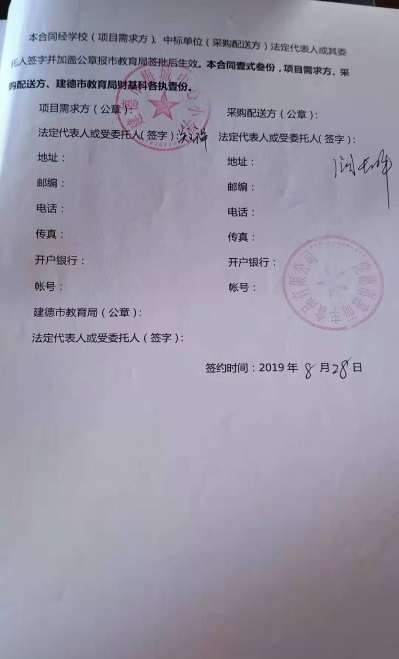 本合同经学校（项目需求方）、中标单位（采购配送方）法定代表人或其委
托人签字并加盖公章报市教育局签批后生效。本合同壹式叁份，项目需求方、采
购配送方、建德市教育局财基科各执壹份。
项目需求方（公章）： 采购配送方（公章）：
法定代表人或受委托人（签字）： 法定代表人或受委托人（签字）：
地址： 地址：
邮编： 邮编：
电话： 电话：
传真： 传真：
开户银行： 开户银行：
帐号： 帐号：
建德市教育局（公章）：
法定代表人或受委托人（签字）：
签约时间：2019 年 8 月 28 日